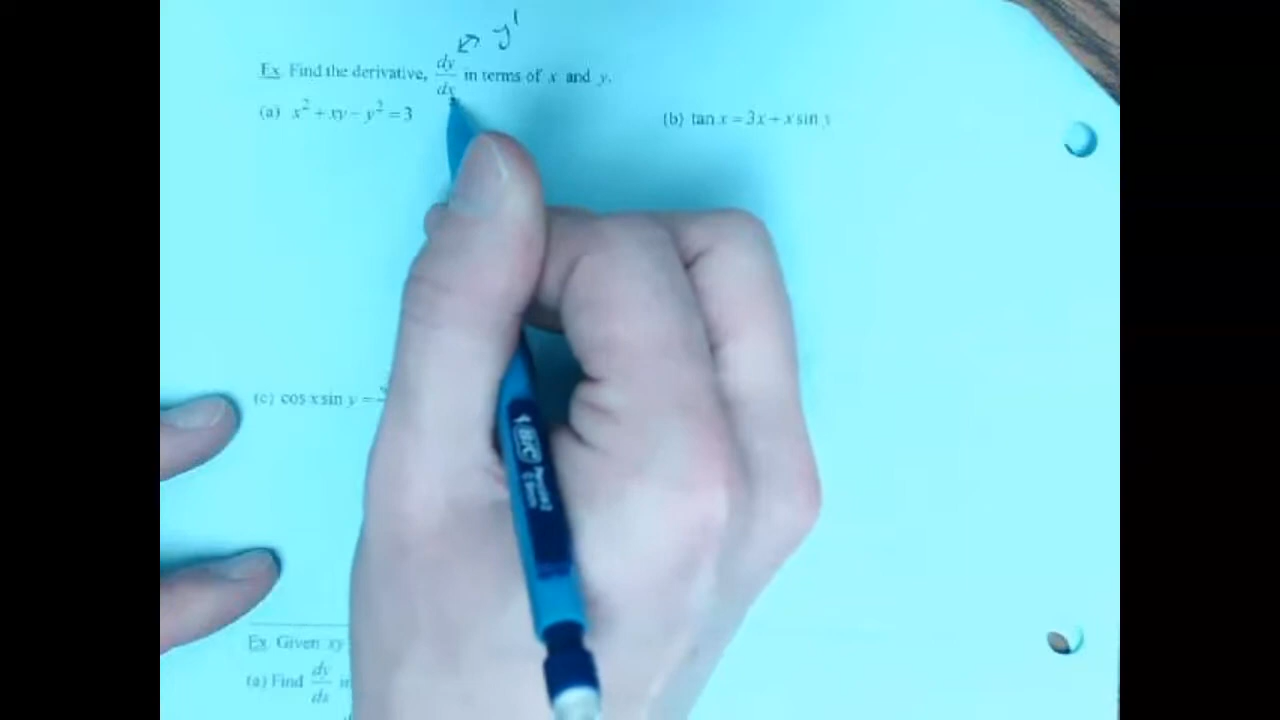 y'
Ex. Find the derivative, dy/dx in terms of x and y.
(a) x² + xy − y² = 3
(b) tan x = 3x + x sin y
(c) cos x sin y =
Ex. Given xy
(a) Find dy/dx
BIC